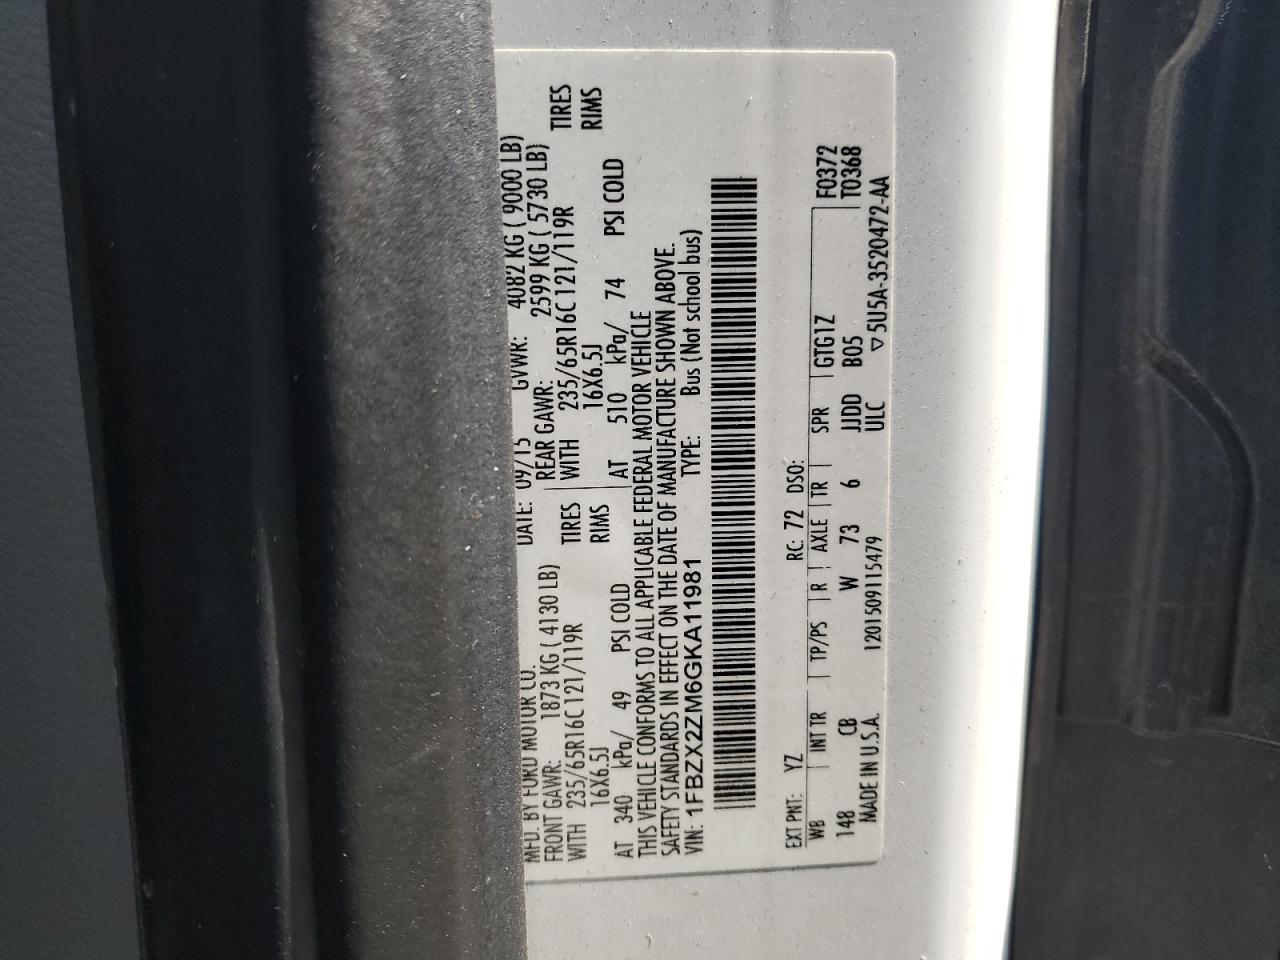 MFD. BY FORD MOTOR CO. DATE: 09/15 GVWR: 4082 KG ( 9000 LB)
FRONT GAWR: 1873 KG ( 4130 LB) REAR GAWR: 2599 KG ( 5730 LB)
WITH 235/65R16C 121/119R TIRES WITH 235/65R16C 121/119R TIRES
16X6.5J RIMS 16X6.5J RIMS
AT 340 kPa/ 49 PSI COLD AT 510 kPa/ 74 PSI COLD
THIS VEHICLE CONFORMS TO ALL APPLICABLE FEDERAL MOTOR VEHICLE
SAFETY STANDARDS IN EFFECT ON THE DATE OF MANUFACTURE SHOWN ABOVE.
VIN: 1FBZX2ZM6GKA11981 TYPE: Bus (Not school bus)
EXT PNT: YZ RC: 72 DSO:
WB INT TR TP/PS R AXLE TR SPR GTG1Z F0372
148 CB W 73 6 JJDD B05 T0368
MADE IN U.S.A. 1201509115479 ULC ▽5U5A-3520472-AA